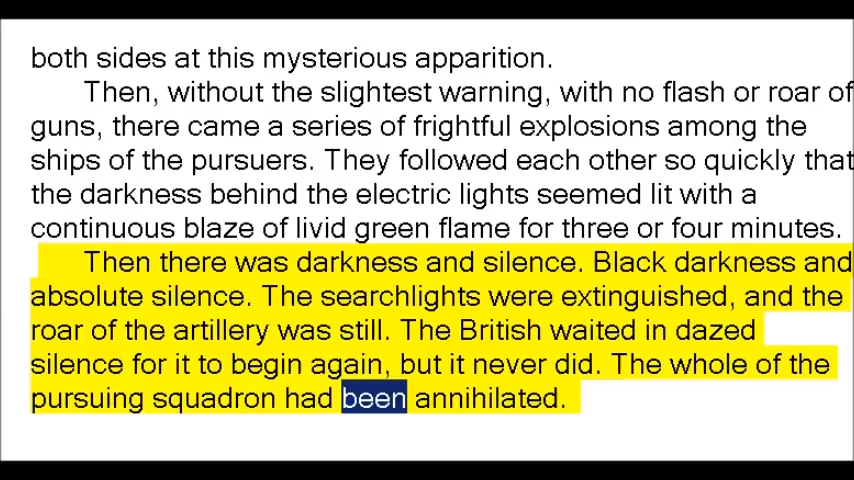 both sides at this mysterious apparition.
Then, without the slightest warning, with no flash or roar of
guns, there came a series of frightful explosions among the
ships of the pursuers. They followed each other so quickly that
the darkness behind the electric lights seemed lit with a
continuous blaze of livid green flame for three or four minutes.
Then there was darkness and silence. Black darkness and
absolute silence. The searchlights were extinguished, and the
roar of the artillery was still. The British waited in dazed
silence for it to begin again, but it never did. The whole of the
pursuing squadron had been annihilated.